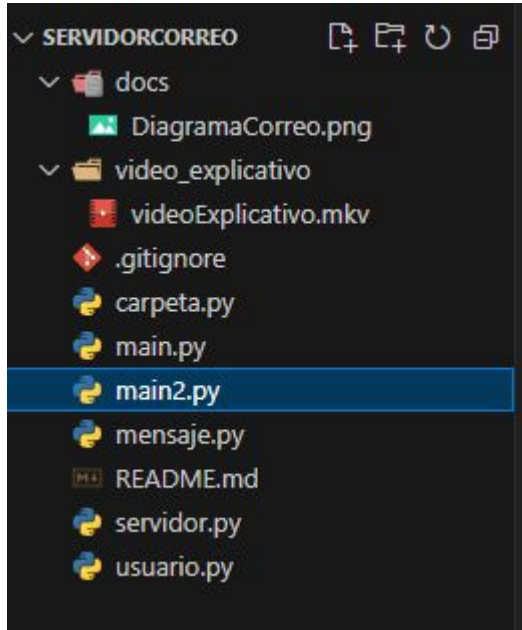 SERVIDORCORREO
docs
DiagramaCorreo.png
video_explicativo
videoExplicativo.mkv
.gitignore
carpeta.py
main.py
main2.py
mensaje.py
README.md
servidor.py
usuario.py